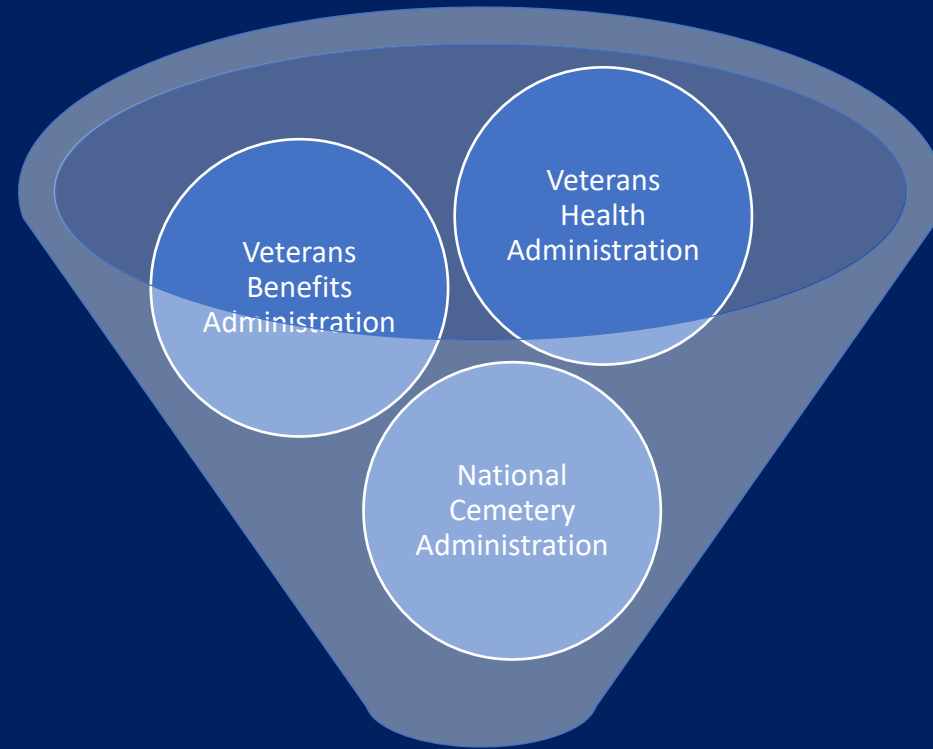 Veterans
Benefits
Administration
Veterans
Health
Administration
National
Cemetery
Administration